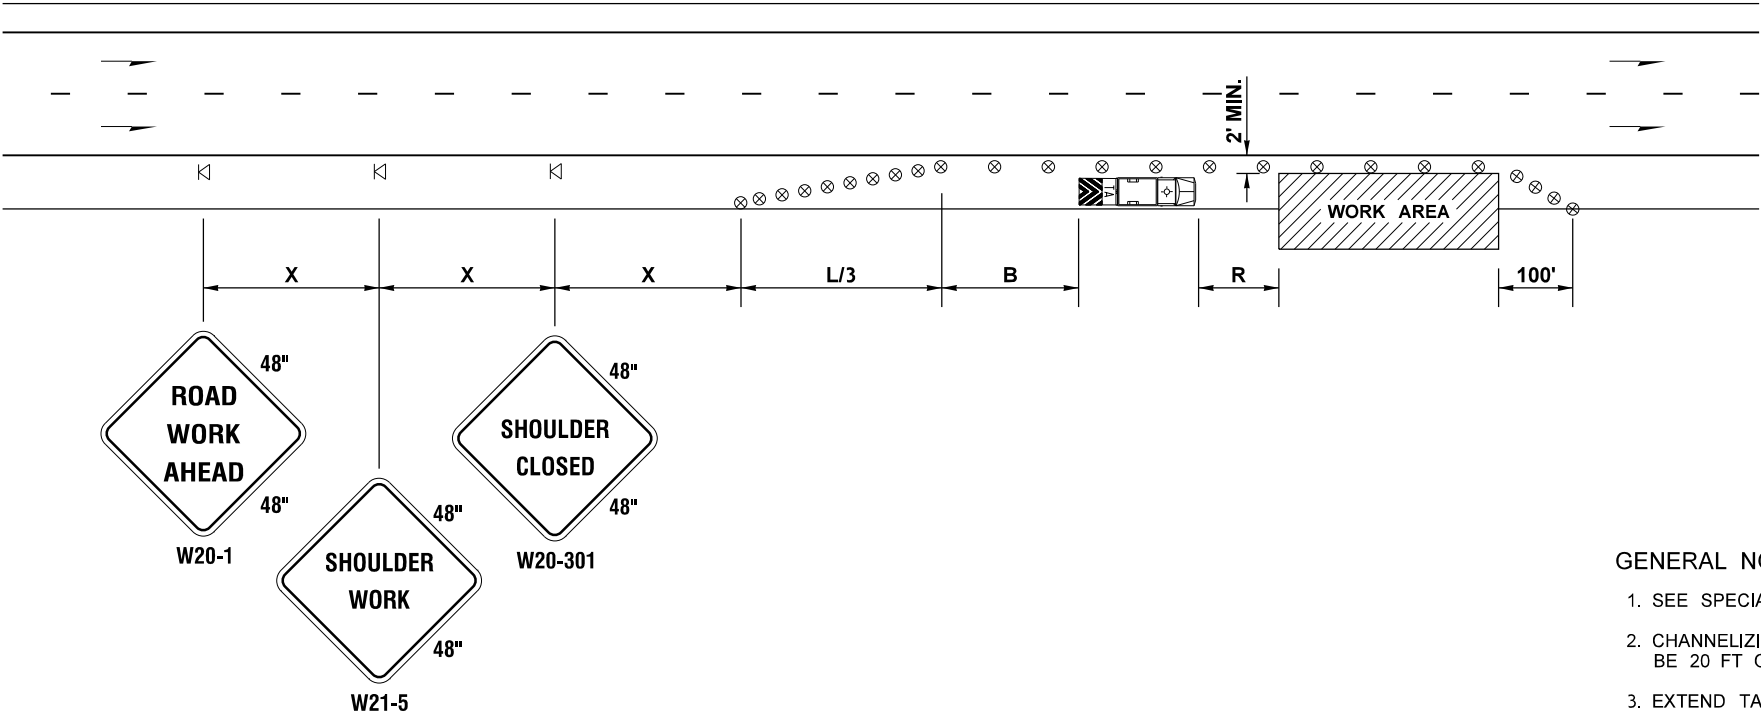 2' MIN.
TA
WORK AREA
X
X
X
L/3
B
R
100'
ROAD
WORK
AHEAD
48"
48"
W20-1
SHOULDER
WORK
48"
48"
W21-5
SHOULDER
CLOSED
48"
48"
W20-301
GENERAL
1. SEE
2.
BE 20 FT
3. EXTEND